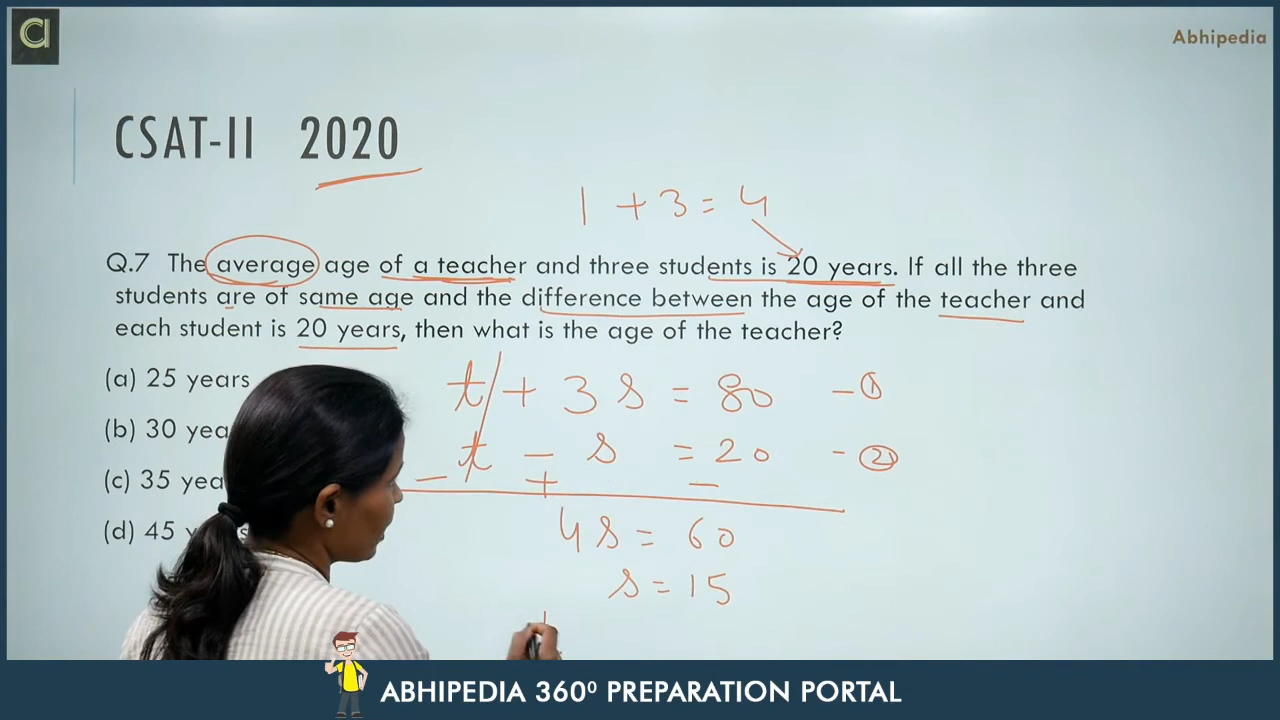 Abhipedia
CSAT-II 2020
1 + 3 = 4
Q.7 The average age of a teacher and three students is 20 years. If all the three
students are of same age and the difference between the age of the teacher and
each student is 20 years, then what is the age of the teacher?
(a) 25 years
(b) 30 yea
(c) 35 yea
(d) 45 y s
t + 3s = 80 - ①
t - s = 20 - ②
- + -
4s = 60
s = 15
ABHIPEDIA 360⁰ PREPARATION PORTAL